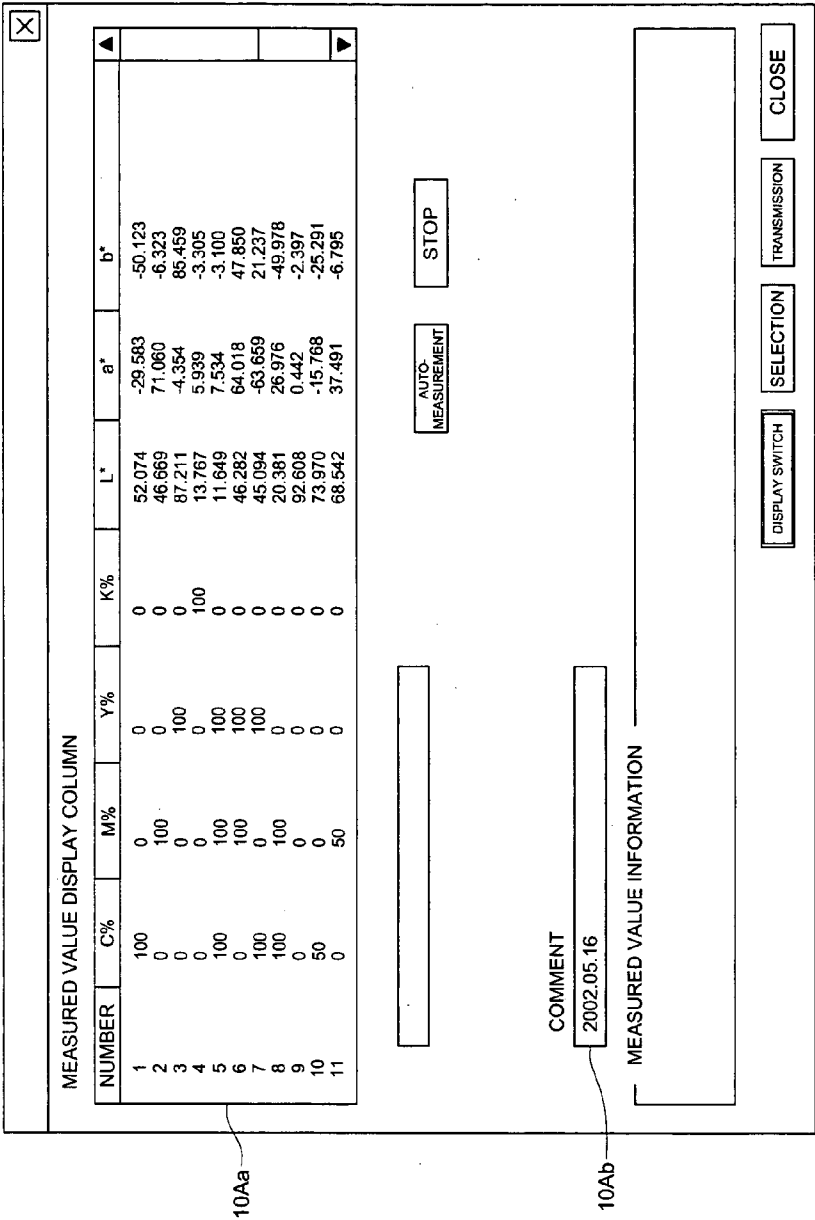 MEASURED VALUE DISPLAY COLUMN
NUMBER C% M% Y% K% L* a* b*
1 100 0 0 0 52.074 -29.583 -50.123
2 0 100 0 0 46.669 71.060 -6.323
3 0 0 100 0 87.211 -4.354 85.459
4 0 0 0 100 13.767 5.939 -3.305
5 100 100 100 0 11.649 7.534 -3.100
6 0 100 100 0 46.282 64.018 47.850
7 100 0 100 0 45.094 -63.659 21.237
8 100 100 0 0 20.381 26.976 -49.978
9 0 0 0 0 92.608 0.442 -2.397
10 50 0 0 0 73.970 -15.768 -25.291
11 0 50 0 0 68.542 37.491 -6.795
10Aa
AUTO-
MEASUREMENT
STOP
COMMENT
2002.05.16
10Ab
MEASURED VALUE INFORMATION
DISPLAY SWITCH
SELECTION
TRANSMISSION
CLOSE